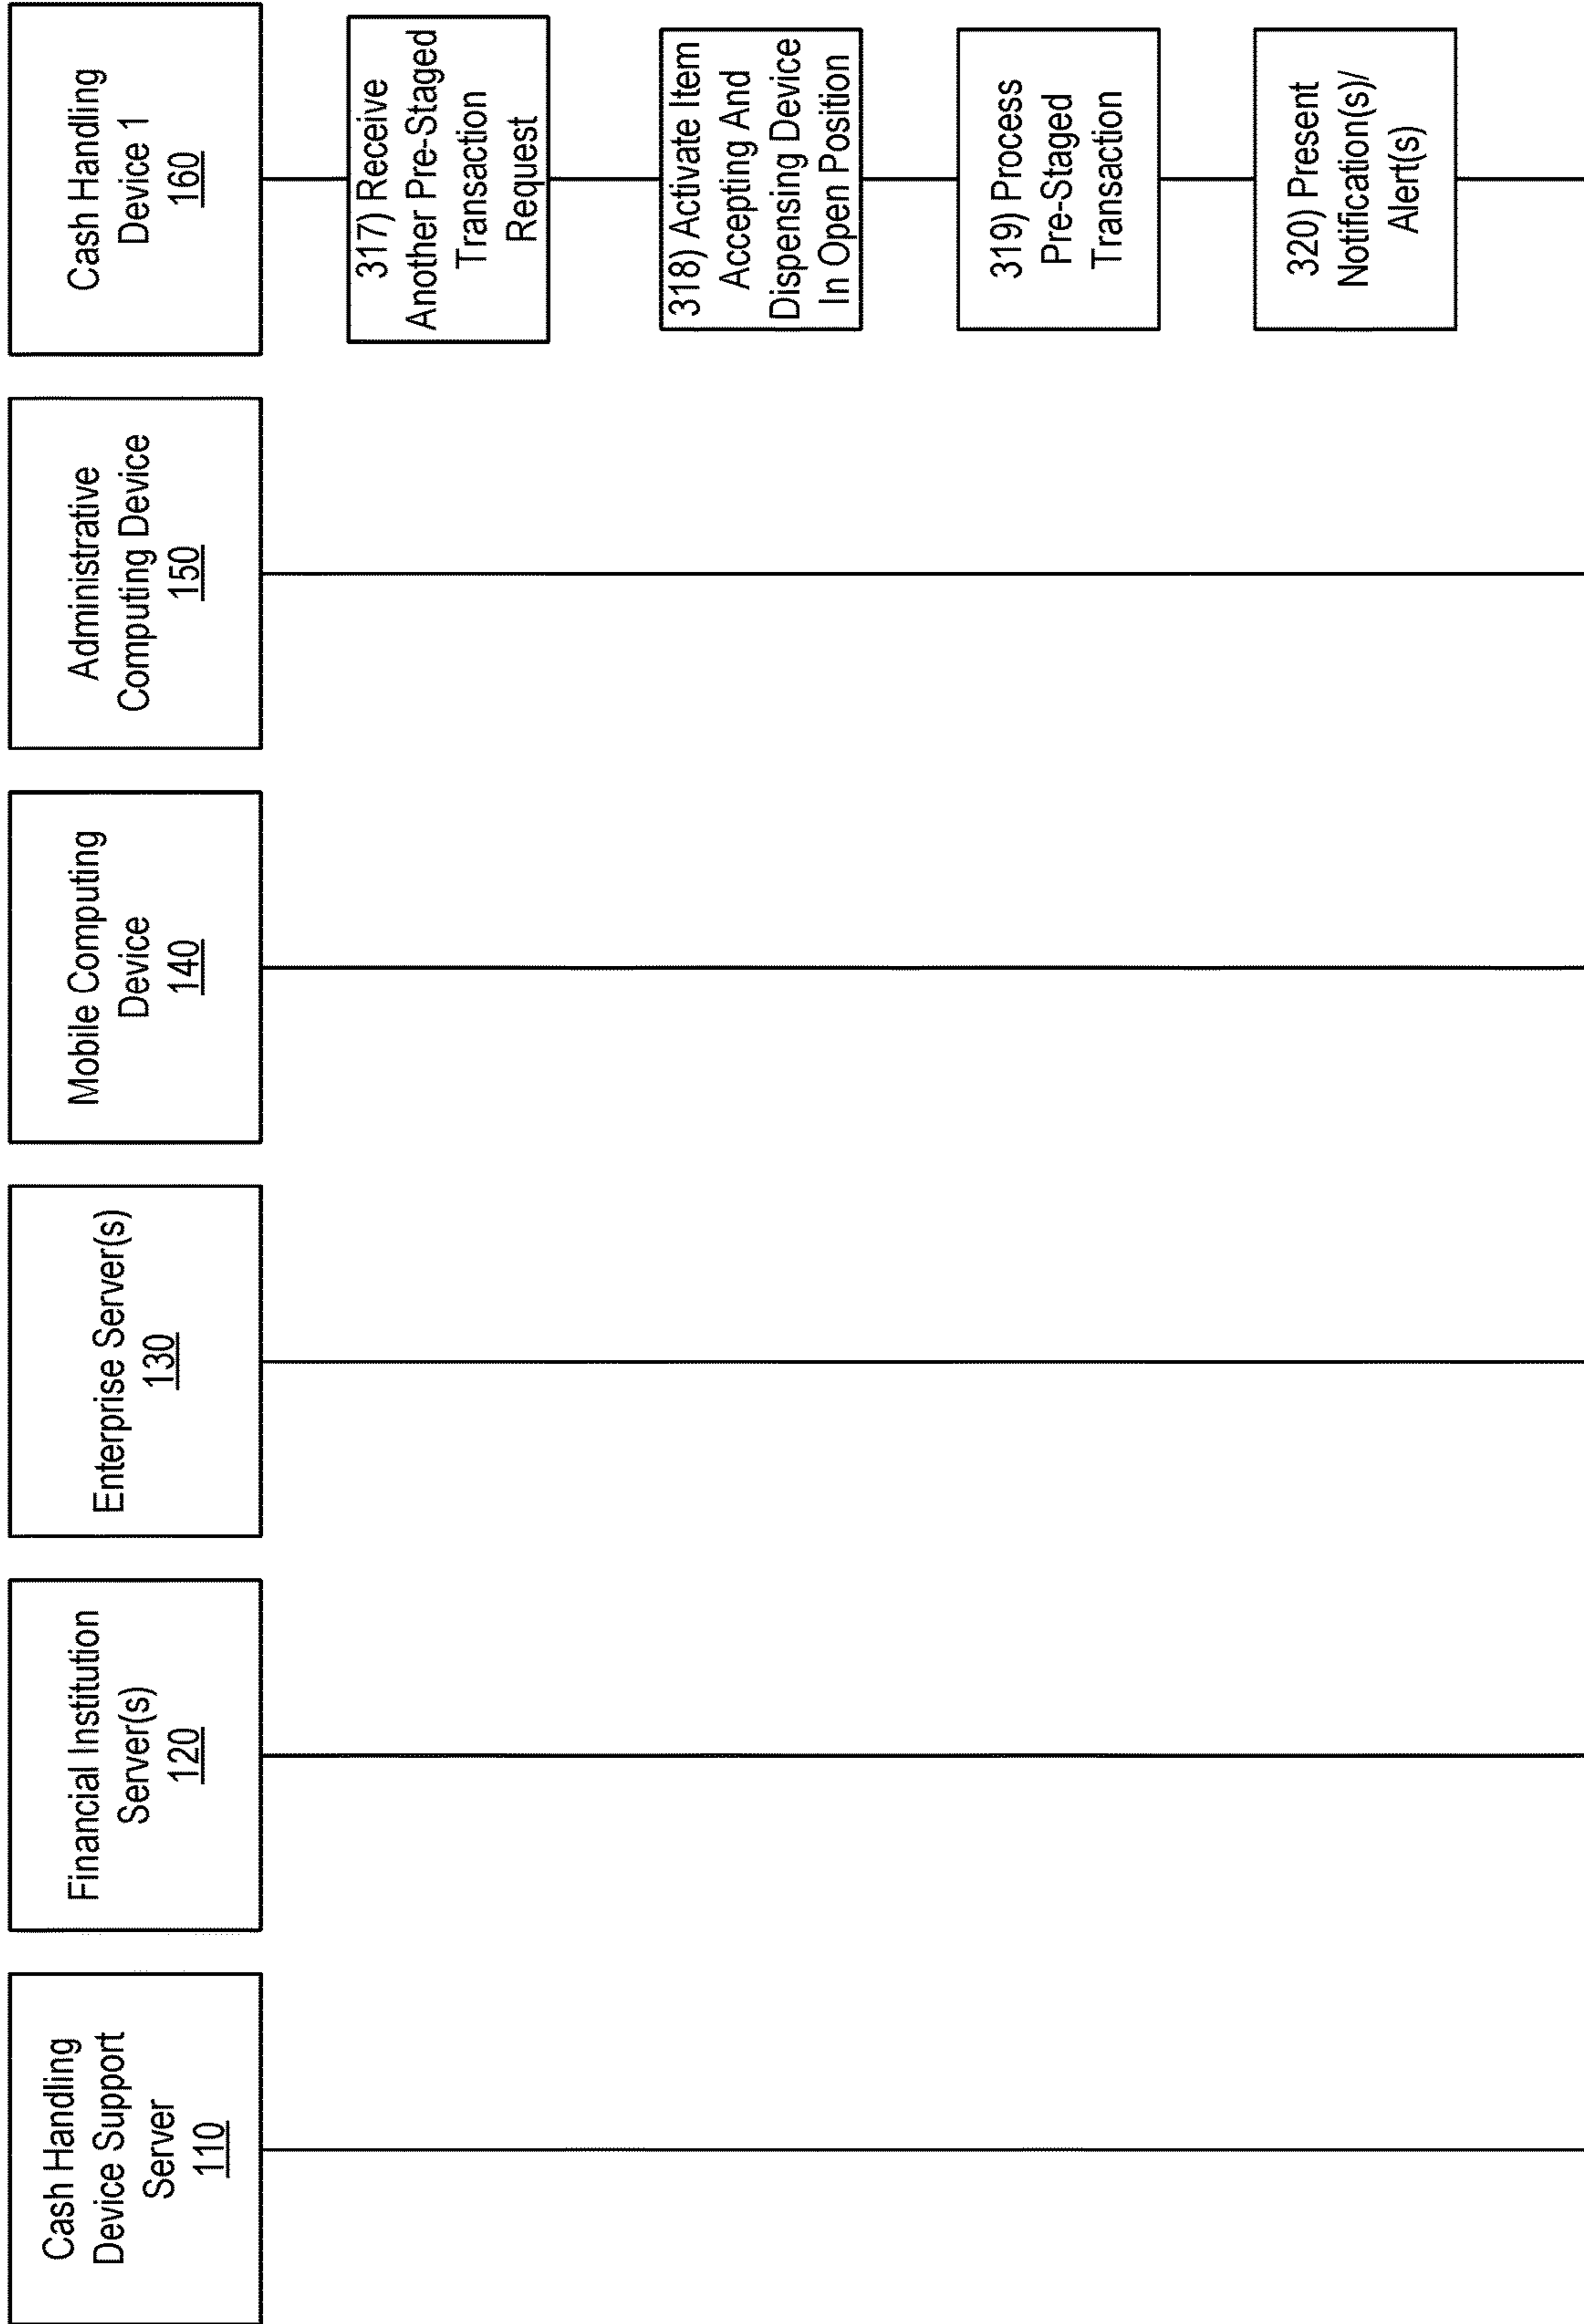 Cash Handling
Device Support
Server
110
Financial Institution
Server(s)
120
Enterprise Server(s)
130
Mobile Computing
Device
140
Administrative
Computing Device
150
Cash Handling
Device 1
160
317) Receive
Another Pre-Staged
Transaction
Request
318) Activate Item
Accepting And
Dispensing Device
In Open Position
319) Process
Pre-Staged
Transaction
320) Present
Notification(s)/
Alert(s)